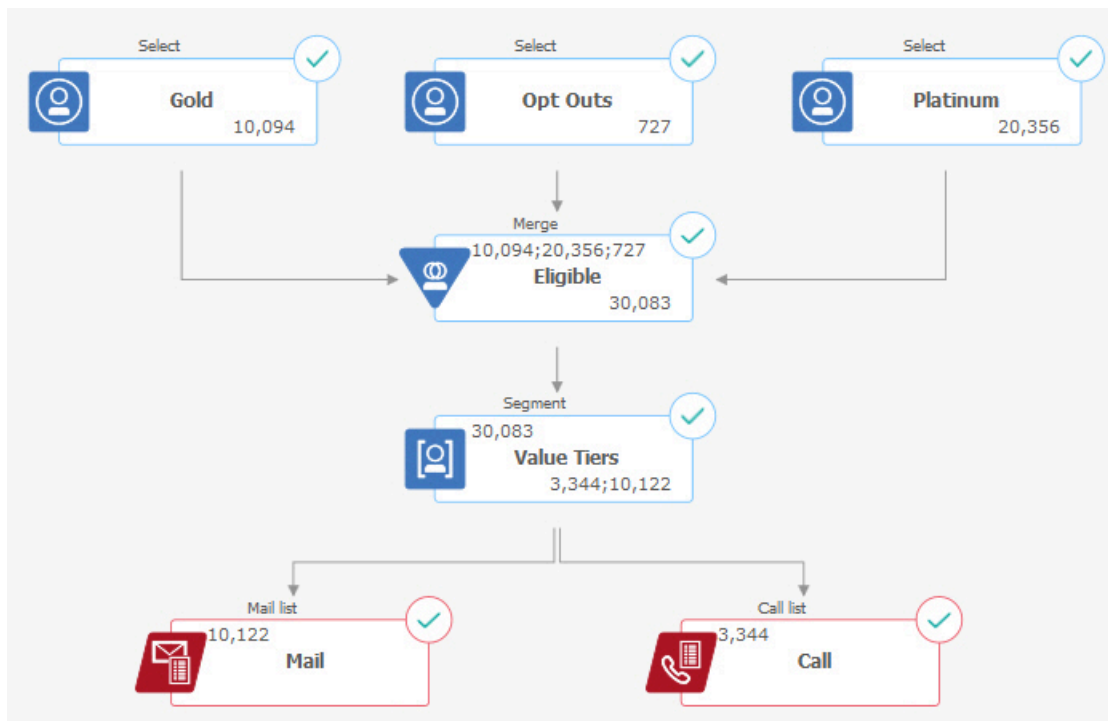 Select
Gold
10,094
Select
Opt Outs
727
Select
Platinum
20,356
Merge
10,094;20,356;727
Eligible
30,083
Segment
30,083
Value Tiers
3,344;10,122
Mail list
10,122
Mail
Call list
3,344
Call